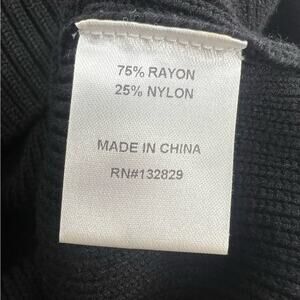 75% RAYON
25% NYLON
MADE IN CHINA
RN#132829